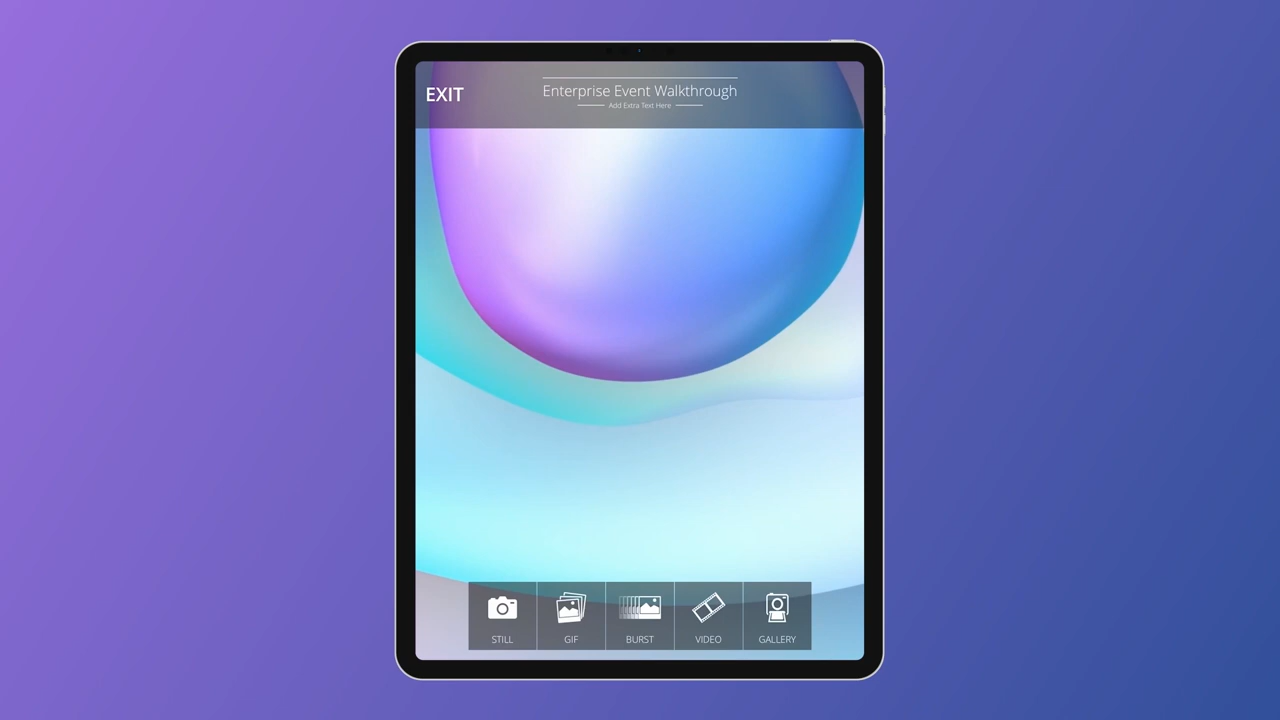 EXIT
Enterprise Event Walkthrough
Add Extra Text Here
STILL
GIF
BURST
VIDEO
GALLERY